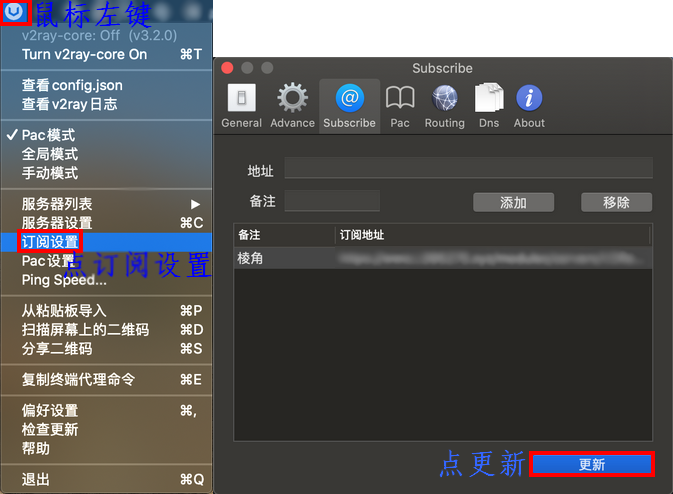 鼠标左键
v2ray-core: Off (v3.2.0)
Turn v2ray-core On ⌘T
查看config.json
查看v2ray日志
✓ Pac模式
全局模式
手动模式
服务器列表 ▶
服务器设置 ⌘C
订阅设置
点订阅设置
Pac设置
Ping Speed...
从粘贴板导入 ⌘P
扫描屏幕上的二维码 ⌘D
分享二维码 ⌘S
复制终端代理命令 ⌘E
偏好设置 ⌘,
检查更新
帮助
退出 ⌘Q
Subscribe
General Advance Subscribe Pac Routing Dns About
地址
备注 添加 移除
备注 订阅地址
棱角
点更新 更新